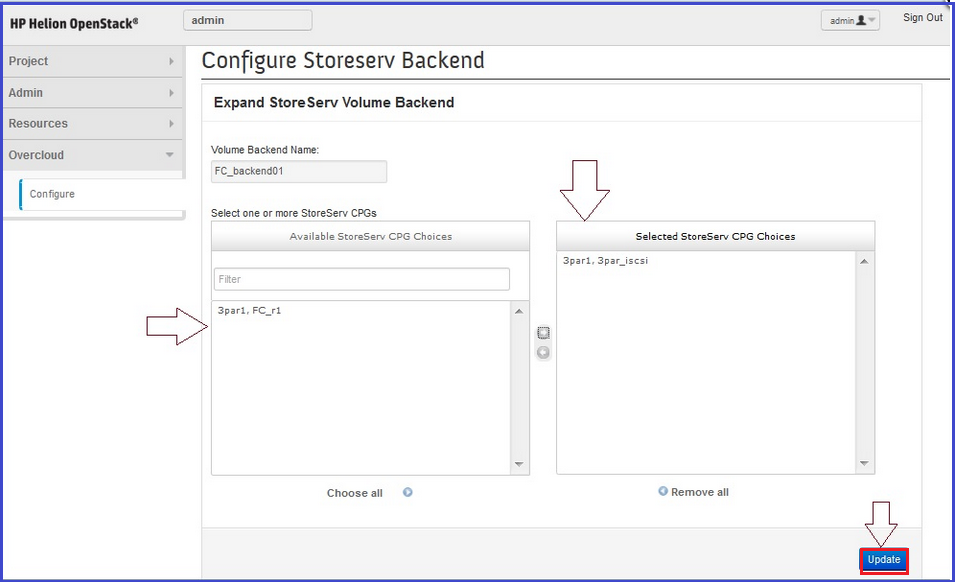 HP Helion OpenStack®
admin
admin
Sign Out
Project
Admin
Resources
Overcloud
Configure
Configure Storeserv Backend
Expand StoreServ Volume Backend
Volume Backend Name:
FC_backend01
Select one or more StoreServ CPGs
Available StoreServ CPG Choices
Filter
3par1, FC_r1
Choose all
Selected StoreServ CPG Choices
3par1, 3par_iscsi
Remove all
Update